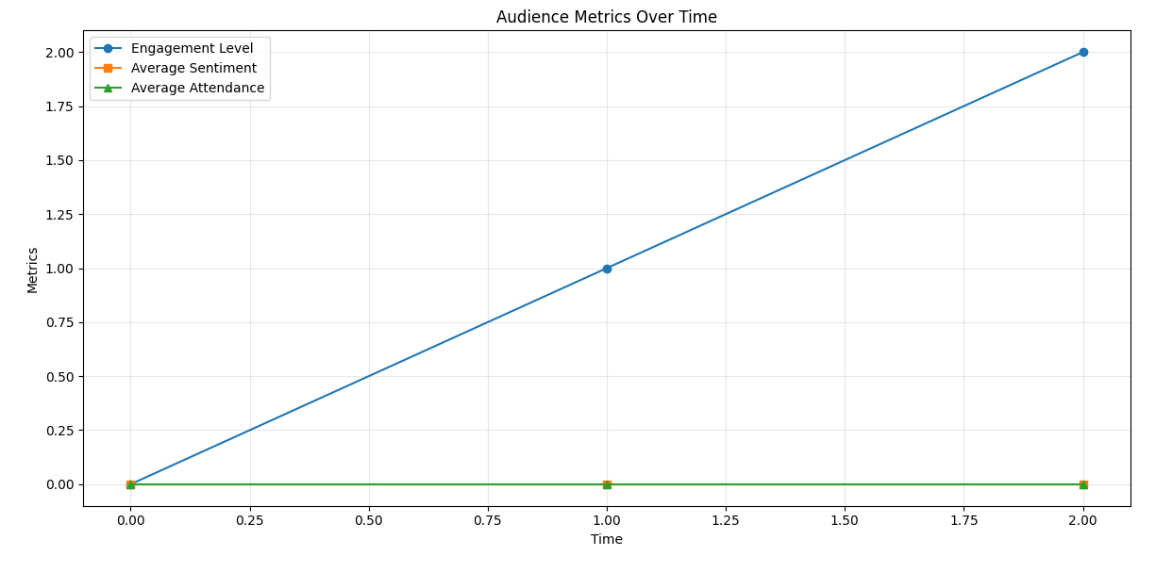 Audience Metrics Over Time
Engagement Level
Average Sentiment
Average Attendance
2.00
1.75
1.50
1.25
1.00
0.75
0.50
0.25
0.00
Metrics
0.00 0.25 0.50 0.75 1.00 1.25 1.50 1.75 2.00
Time